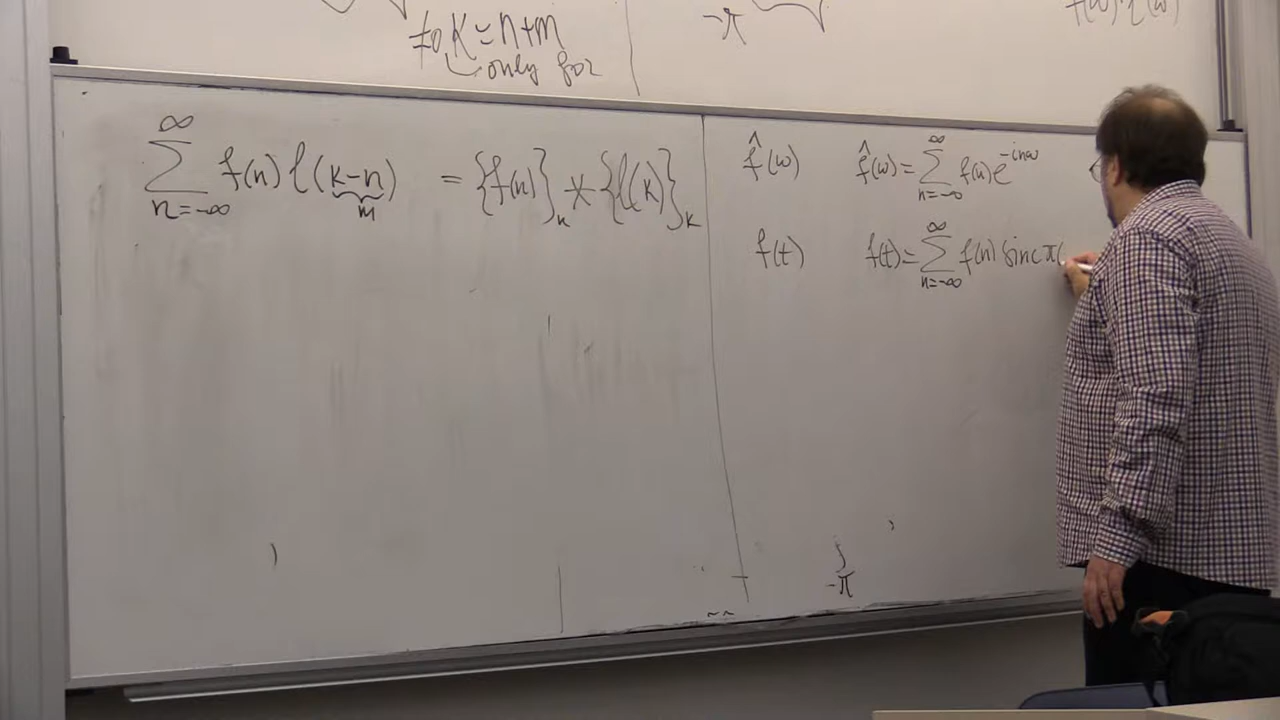 ≠0 K = n+m
only for
-π
∞
∑ f(n) l(k-n) = {f(n)}_n * {l(k)}_k
n=-∞
m
f̂(ω) f̂(ω) = ∑_{n=-∞}^{∞} f(n) e^{-inω}
f(t) f(t) = ∑_{n=-∞}^{∞} f(n) sinc π(
-π